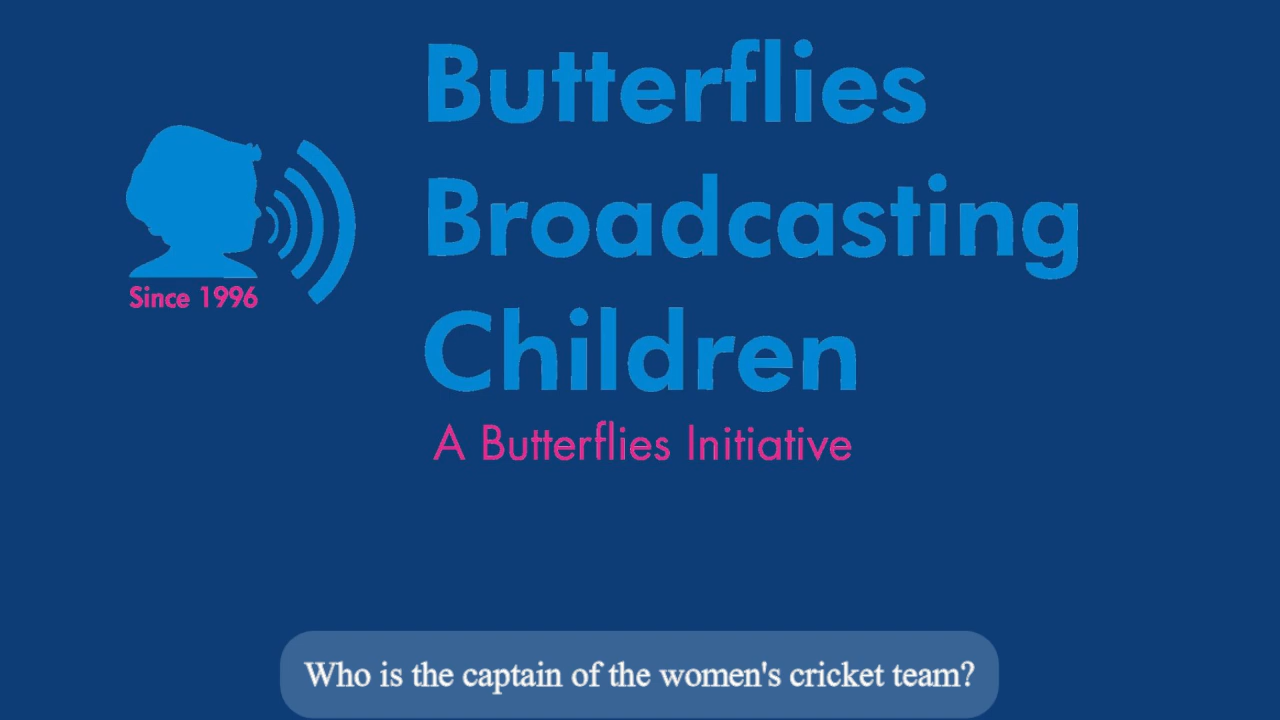 Butterflies
Broadcasting
Children
Since 1996
A Butterflies Initiative
Who is the captain of the women's cricket team?